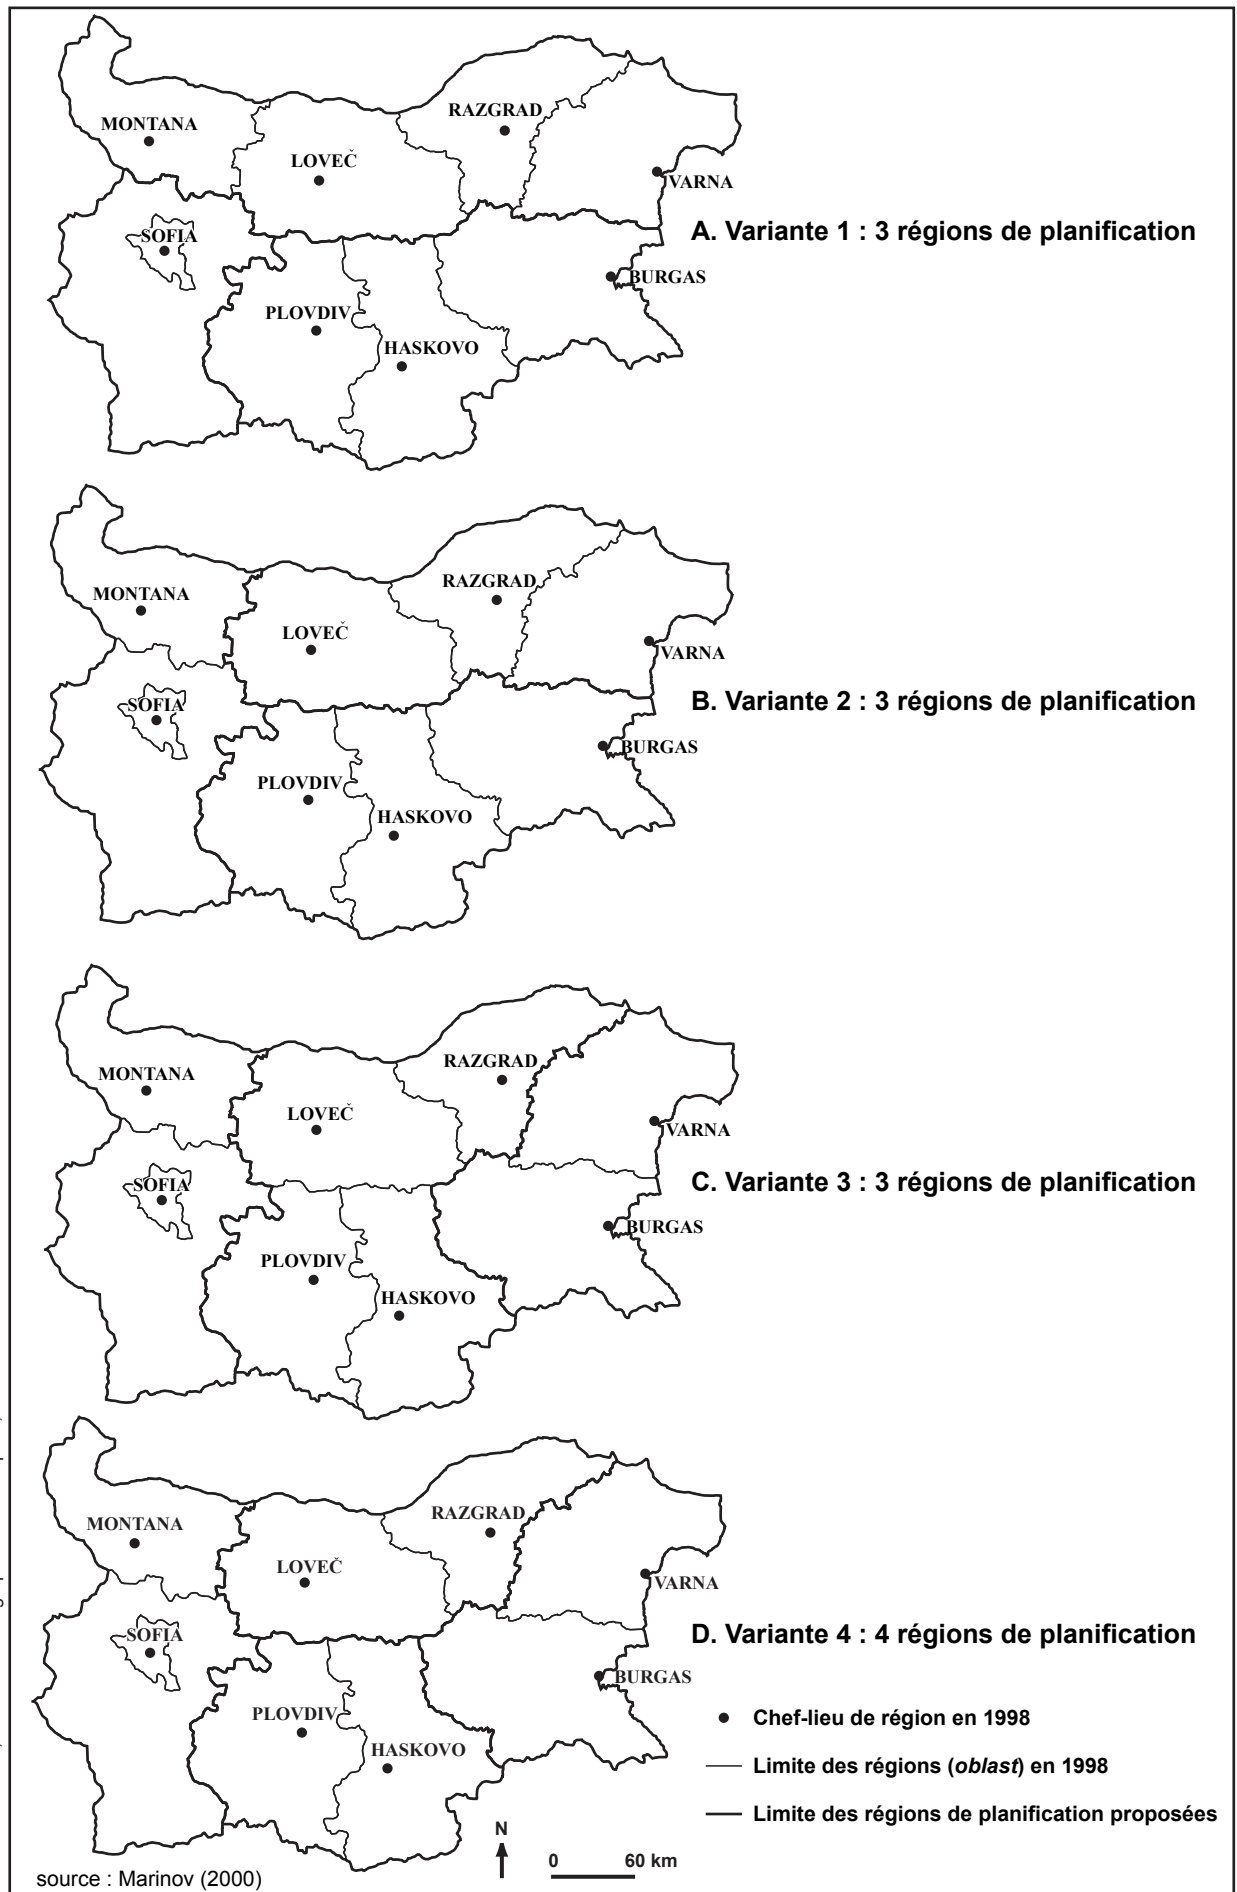 MONTANA
RAZGRAD
LOVEČ
VARNA
SOFIA
A. Variante 1 : 3 régions de planification
BURGAS
PLOVDIV
HASKOVO
MONTANA
RAZGRAD
LOVEČ
VARNA
SOFIA
B. Variante 2 : 3 régions de planification
BURGAS
PLOVDIV
HASKOVO
MONTANA
RAZGRAD
LOVEČ
VARNA
SOFIA
C. Variante 3 : 3 régions de planification
BURGAS
PLOVDIV
HASKOVO
MONTANA
RAZGRAD
LOVEČ
VARNA
SOFIA
D. Variante 4 : 4 régions de planification
BURGAS
PLOVDIV
HASKOVO
Chef-lieu de région en 1998
Limite des régions (oblast) en 1998
Limite des régions de planification proposées
N
0 60 km
source : Marinov (2000)